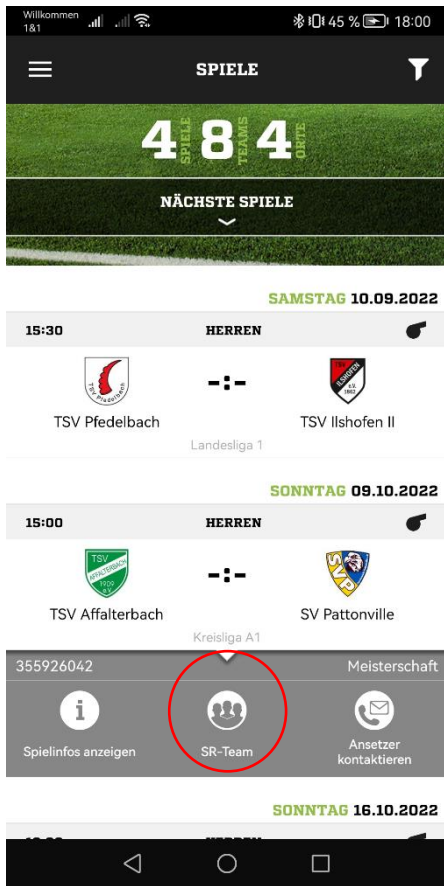 Willkommen
1&1
45 % 18:00
SPIELE
4 SPIELE 8 TEAMS 4 ORTE
NÄCHSTE SPIELE
SAMSTAG 10.09.2022
15:30 HERREN
-:-
TSV Pfedelbach TSV Ilshofen II
Landesliga 1
SONNTAG 09.10.2022
15:00 HERREN
TSV
AFFALTERBACH
1909
e.V.
SVP
-:-
TSV Affalterbach SV Pattonville
Kreisliga A1
355926042 Meisterschaft
i
Spielinfos anzeigen SR-Team Ansetzer
kontaktieren
SONNTAG 16.10.2022